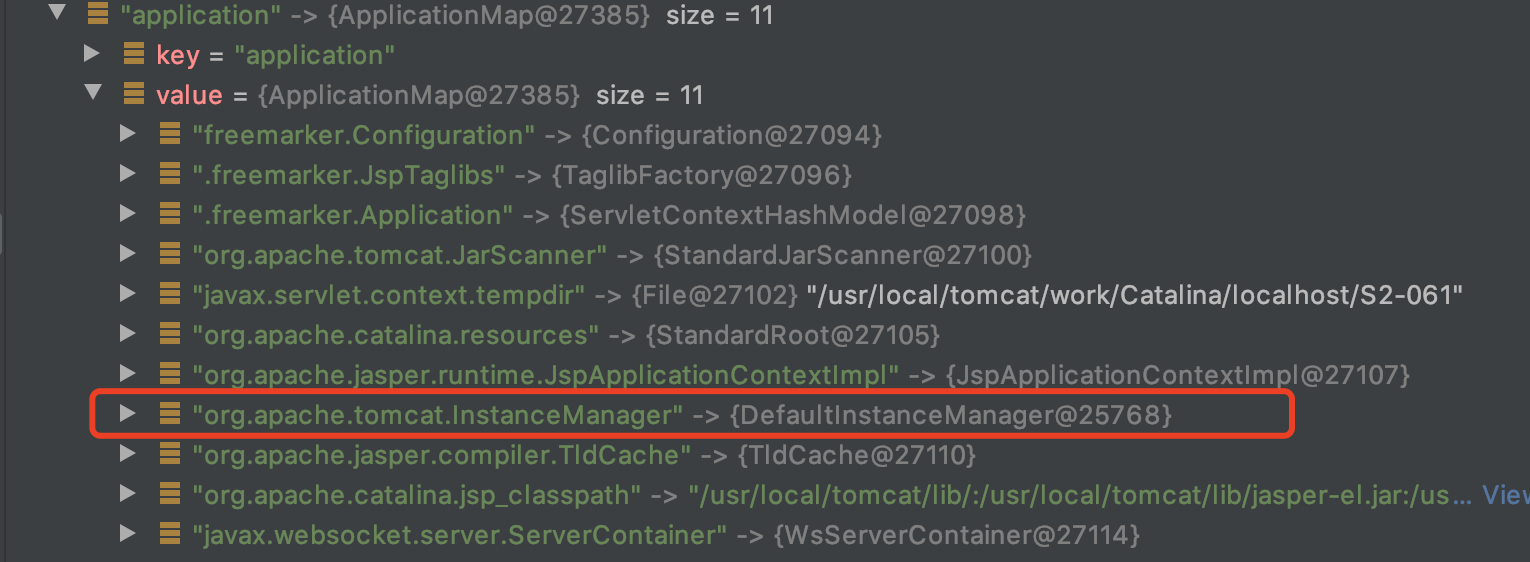 "application" -> {ApplicationMap@27385} size = 11
key = "application"
value = {ApplicationMap@27385} size = 11
"freemarker.Configuration" -> {Configuration@27094}
".freemarker.JspTaglibs" -> {TaglibFactory@27096}
".freemarker.Application" -> {ServletContextHashModel@27098}
"org.apache.tomcat.JarScanner" -> {StandardJarScanner@27100}
"javax.servlet.context.tempdir" -> {File@27102} "/usr/local/tomcat/work/Catalina/localhost/S2-061"
"org.apache.catalina.resources" -> {StandardRoot@27105}
"org.apache.jasper.runtime.JspApplicationContextImpl" -> {JspApplicationContextImpl@27107}
"org.apache.tomcat.InstanceManager" -> {DefaultInstanceManager@25768}
"org.apache.jasper.compiler.TldCache" -> {TldCache@27110}
"org.apache.catalina.jsp_classpath" -> "/usr/local/tomcat/lib/:/usr/local/tomcat/lib/jasper-el.jar:/us... View
"javax.websocket.server.ServerContainer" -> {WsServerContainer@27114}